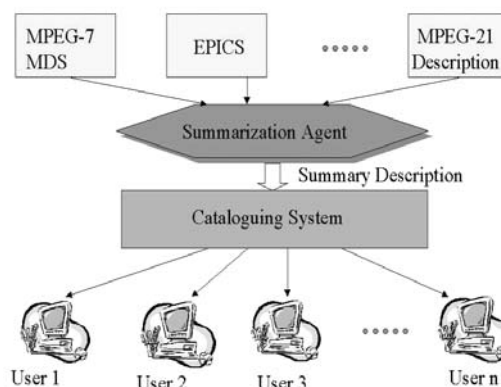 MPEG-7
MDS
EPICS
MPEG-21
Description
Summarization Agent
Summary Description
Cataloguing System
User 1
User 2
User 3
User n